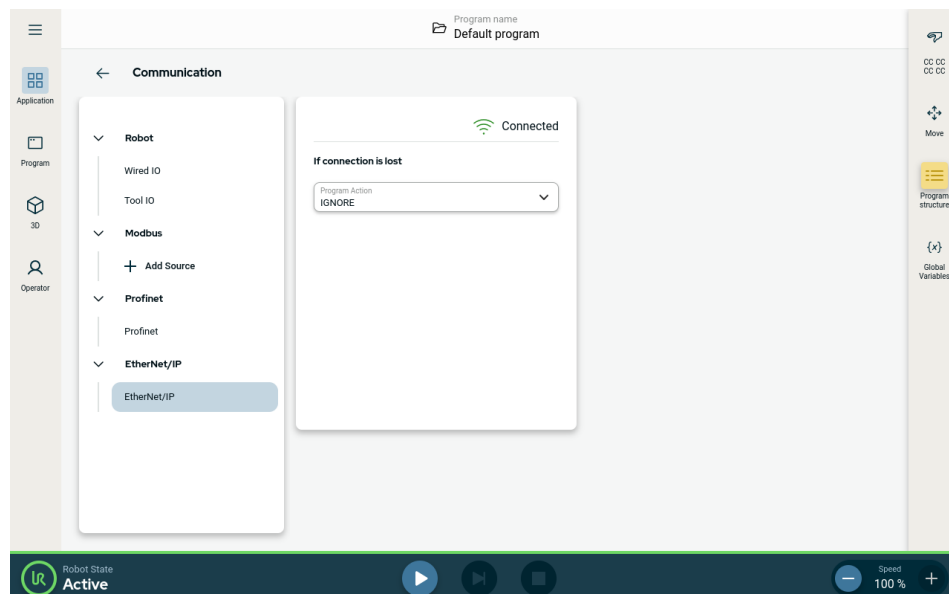 Program name
Default program
Communication
Application
Program
3D
Operator
Robot
Wired IO
Tool IO
Modbus
Add Source
Profinet
Profinet
EtherNet/IP
EtherNet/IP
Connected
If connection is lost
Program Action
IGNORE
CC CC
CC CC
Move
Program
structure
{x}
Global
Variables
UR
Robot State
Active
Speed
100 %